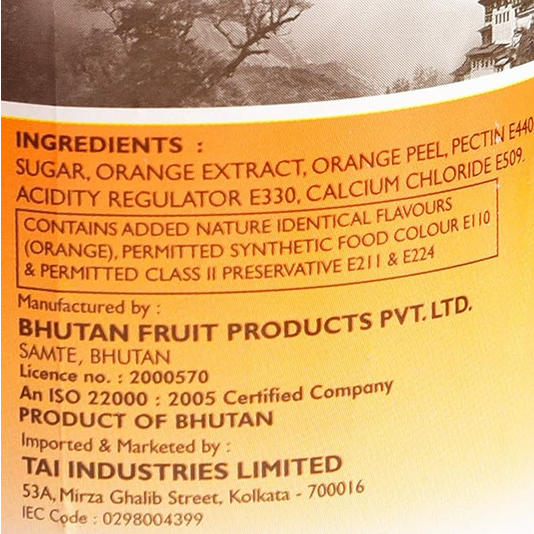 INGREDIENTS :
SUGAR, ORANGE EXTRACT, ORANGE PEEL, PECTIN E440
ACIDITY REGULATOR E330, CALCIUM CHLORIDE E509.
CONTAINS ADDED NATURE IDENTICAL FLAVOURS
(ORANGE), PERMITTED SYNTHETIC FOOD COLOUR E110
& PERMITTED CLASS II PRESERVATIVE E211 & E224
Manufactured by :
BHUTAN FRUIT PRODUCTS PVT. LTD.
SAMTE, BHUTAN
Licence no. : 2000570
An ISO 22000 : 2005 Certified Company
PRODUCT OF BHUTAN
Imported & Marketed by :
TAI INDUSTRIES LIMITED
53A, Mirza Ghalib Street, Kolkata - 700016
IEC Code : 0298004399